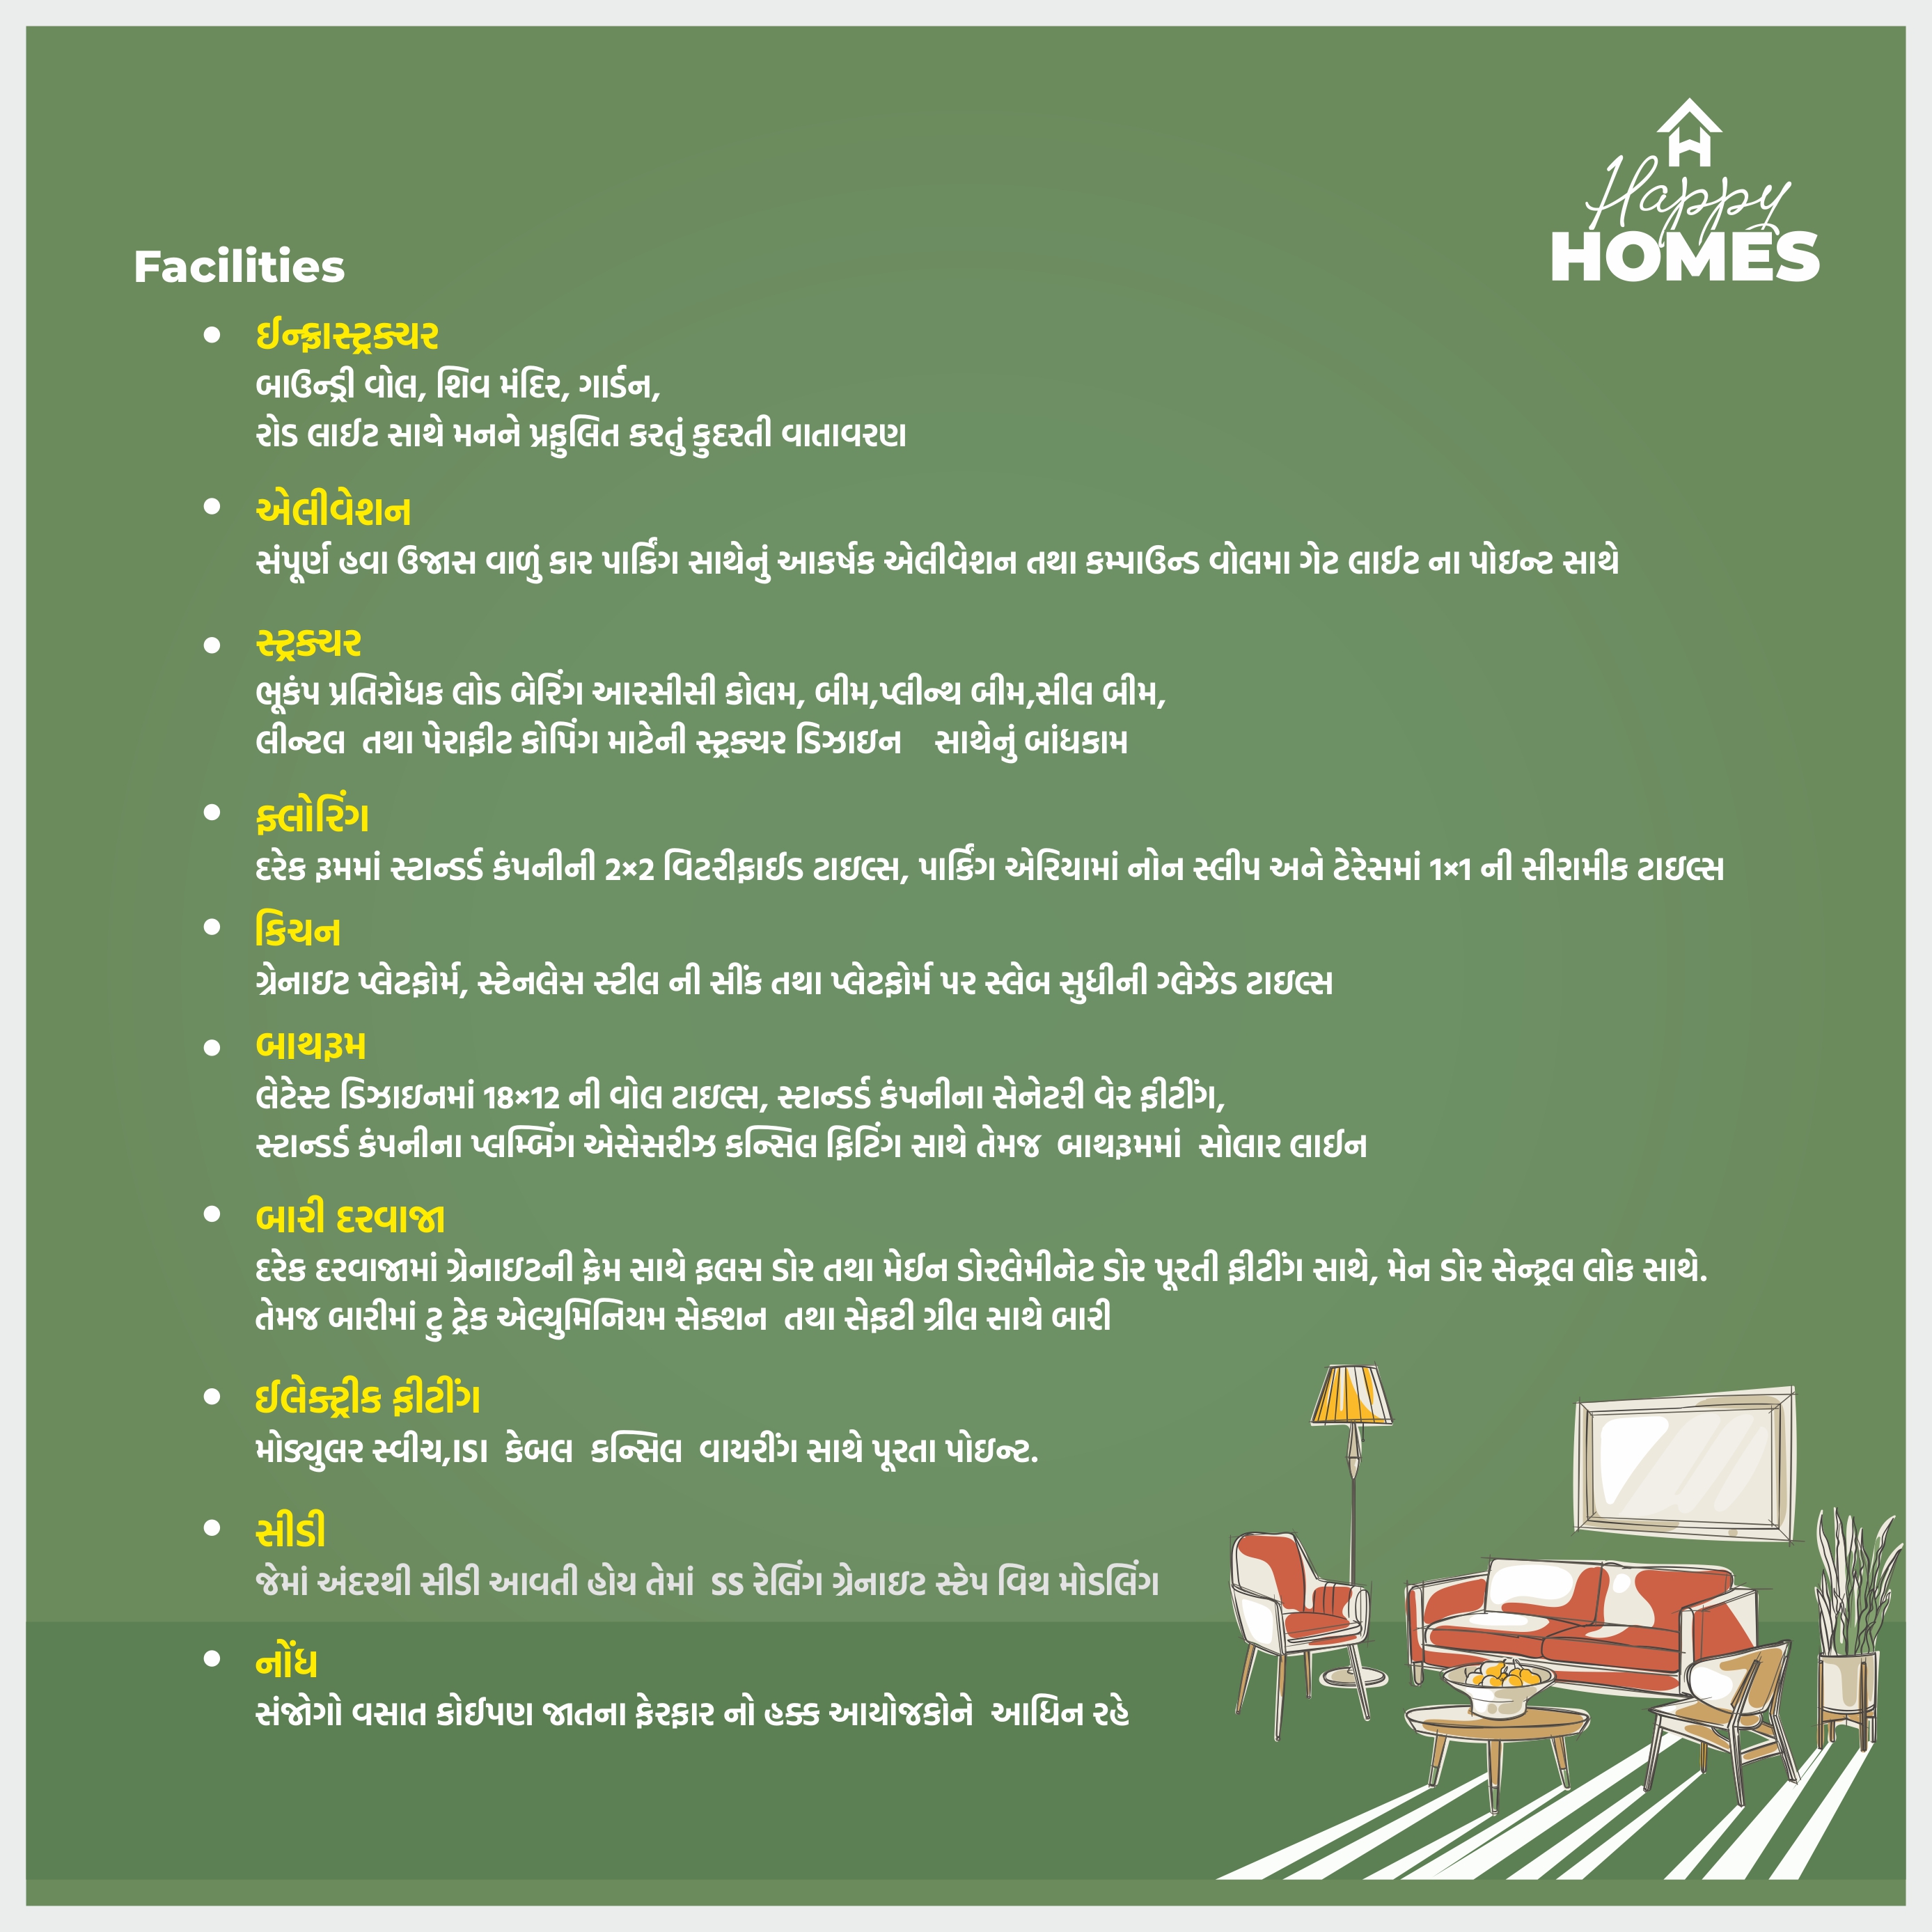 Happy
HOMES
Facilities
ઈન્ફ્રાસ્ટ્રક્ચર
બાઉન્ડ્રી વોલ, શિવ મંદિર, ગાર્ડન,
રોડ લાઈટ સાથે મનને પ્રફુલિત કરતું કુદરતી વાતાવરણ
એલીવેશન
સંપૂર્ણ હવા ઉજાસ વાળું કાર પાર્કિંગ સાથેનું આકર્ષક એલીવેશન તથા કમ્પાઉન્ડ વોલમા ગેટ લાઈટ ના પોઇન્ટ સાથે
સ્ટ્રક્ચર
ભૂકંપ પ્રતિરોધક લોડ બેરિંગ આરસીસી કોલમ, બીમ,પ્લીન્થ બીમ,સીલ બીમ,
લીન્ટલ તથા પેરાફીટ કોપિંગ માટેની સ્ટ્રક્ચર ડિઝાઇન સાથેનું બાંધકામ
ફ્લોરિંગ
દરેક રૂમમાં સ્ટાન્ડર્ડ કંપનીની 2×2 વિટરીફાઈડ ટાઇલ્સ, પાર્કિંગ એરિયામાં નોન સ્લીપ અને ટેરેસમાં 1×1 ની સીરામીક ટાઇલ્સ
કિચન
ગ્રેનાઇટ પ્લેટફોર્મ, સ્ટેનલેસ સ્ટીલ ની સીંક તથા પ્લેટફોર્મ પર સ્લેબ સુધીની ગ્લેઝેડ ટાઇલ્સ
બાથરૂમ
લેટેસ્ટ ડિઝાઇનમાં 18×12 ની વોલ ટાઇલ્સ, સ્ટાન્ડર્ડ કંપનીના સેનેટરી વેર ફીટીંગ,
સ્ટાન્ડર્ડ કંપનીના પ્લમ્બિંગ એસેસરીઝ કન્સિલ ફિટિંગ સાથે તેમજ બાથરૂમમાં સોલાર લાઈન
બારી દરવાજા
દરેક દરવાજામાં ગ્રેનાઇટની ફ્રેમ સાથે ફલસ ડોર તથા મેઈન ડોરલેમીનેટ ડોર પૂરતી ફીટીંગ સાથે, મેન ડોર સેન્ટ્રલ લોક સાથે.
તેમજ બારીમાં ટુ ટ્રેક એલ્યુમિનિયમ સેક્શન તથા સેફટી ગ્રીલ સાથે બારી
ઈલેક્ટ્રીક ફીટીંગ
મોડ્યુલર સ્વીચ,ISI કેબલ કન્સિલ વાયરીંગ સાથે પૂરતા પોઇન્ટ.
સીડી
જેમાં અંદરથી સીડી આવતી હોય તેમાં SS રેલિંગ ગ્રેનાઇટ સ્ટેપ વિથ મોડલિંગ
નોંધ
સંજોગો વસાત કોઈપણ જાતના ફેરફાર નો હક્ક આયોજકોને આધિન રહે